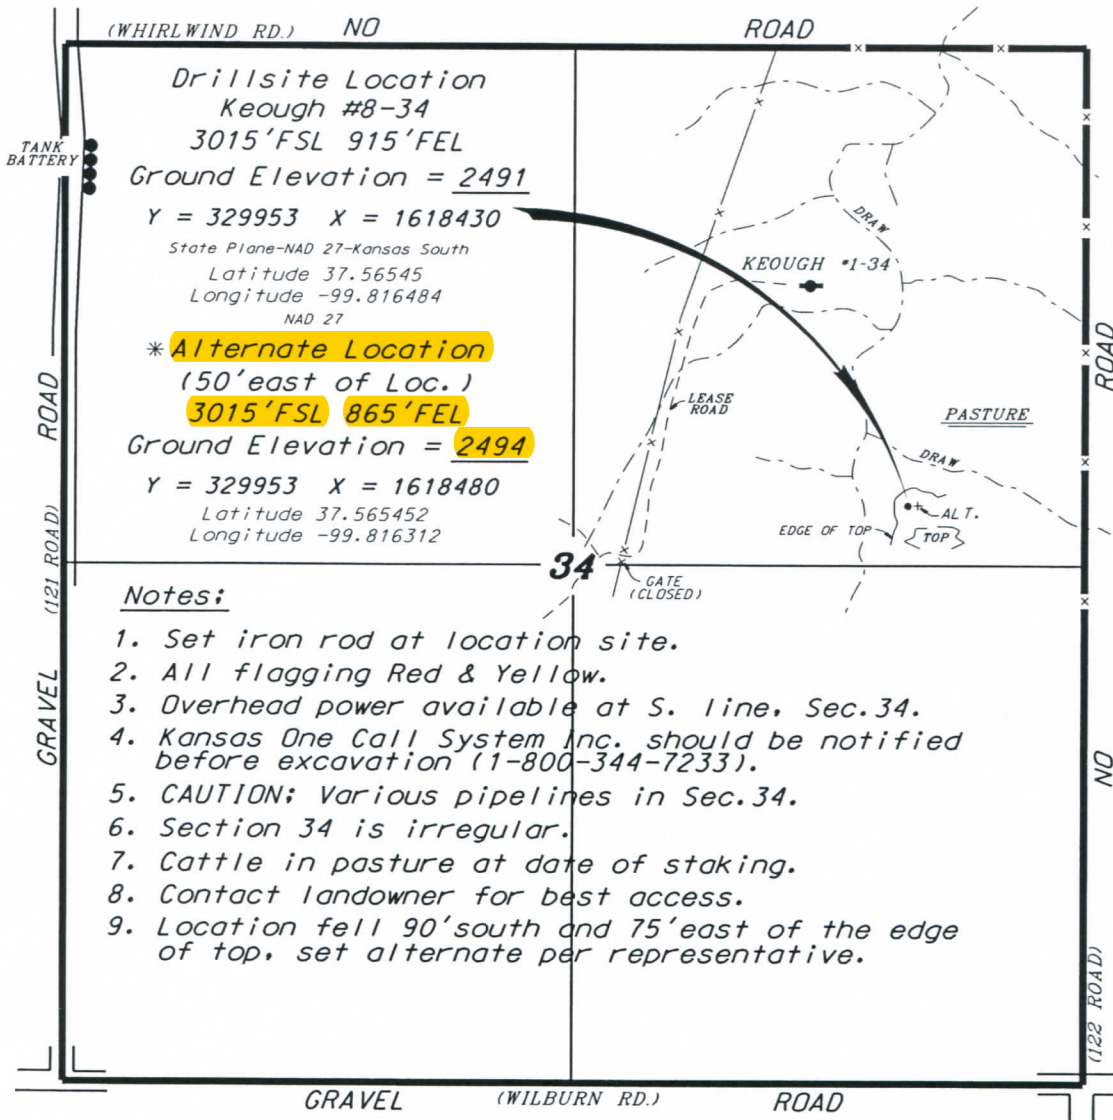 (WHIRLWIND RD.) NO ROAD
Drillsite Location
Keough #8-34
3015'FSL 915'FEL
Ground Elevation = 2491
Y = 329953 X = 1618430
State Plane-NAD 27-Kansas South
Latitude 37.56545
Longitude -99.816484
NAD 27
* Alternate Location
(50'east of Loc.)
3015'FSL 865'FEL
Ground Elevation = 2494
Y = 329953 X = 1618480
Latitude 37.565452
Longitude -99.816312
TANK
BATTERY
GRAVEL (121 ROAD) ROAD
DRAW
KEOUGH #1-34
LEASE
ROAD
PASTURE
DRAW
ALT.
EDGE OF TOP
TOP
34
GATE
(CLOSED)
NO ROAD
(122 ROAD)
Notes:
1. Set iron rod at location site.
2. All flagging Red & Yellow.
3. Overhead power available at S. line, Sec.34.
4. Kansas One Call System Inc. should be notified
before excavation (1-800-344-7233).
5. CAUTION: Various pipelines in Sec.34.
6. Section 34 is irregular.
7. Cattle in pasture at date of staking.
8. Contact landowner for best access.
9. Location fell 90'south and 75'east of the edge
of top, set alternate per representative.
GRAVEL (WILBURN RD.) ROAD